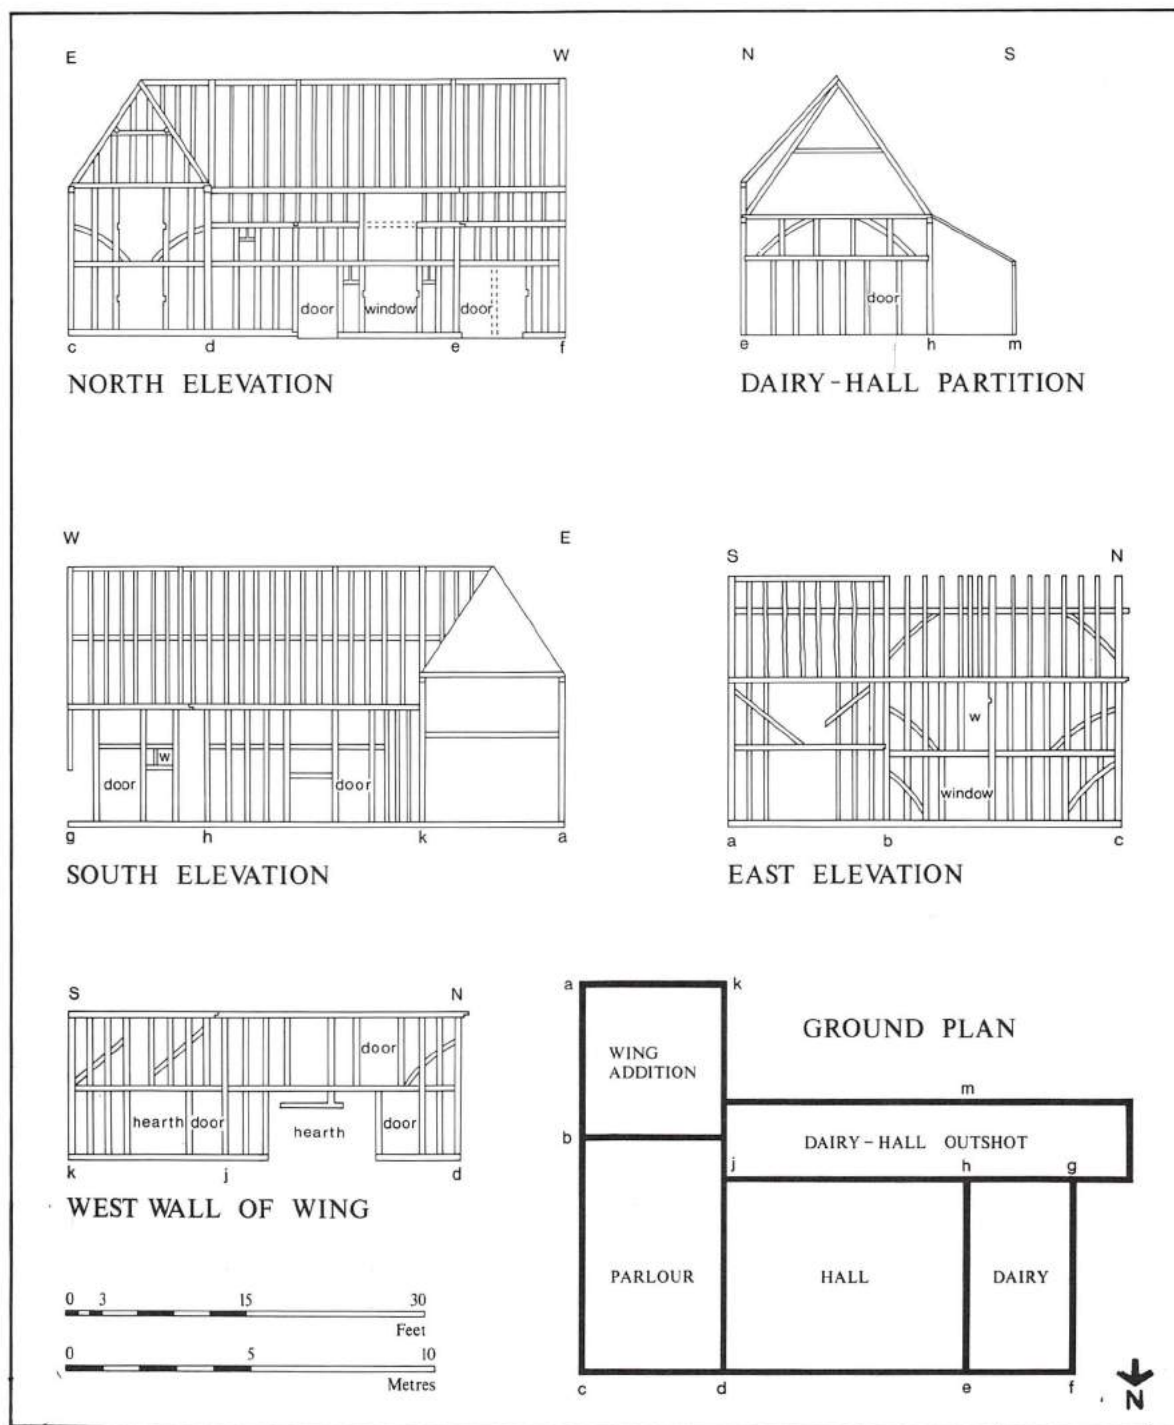 E W
door window door
c d e f
NORTH ELEVATION
N S
door
e h m
DAIRY-HALL PARTITION
W E
w
door door
g h k a
SOUTH ELEVATION
S N
w
window
a b c
EAST ELEVATION
S N
door
hearth door hearth door
k j d
WEST WALL OF WING
0 3 15 30
Feet
0 5 10
Metres
a k
GROUND PLAN
WING
ADDITION
m
b
DAIRY-HALL OUTSHOT
j h g
PARLOUR HALL DAIRY
c d e f
N